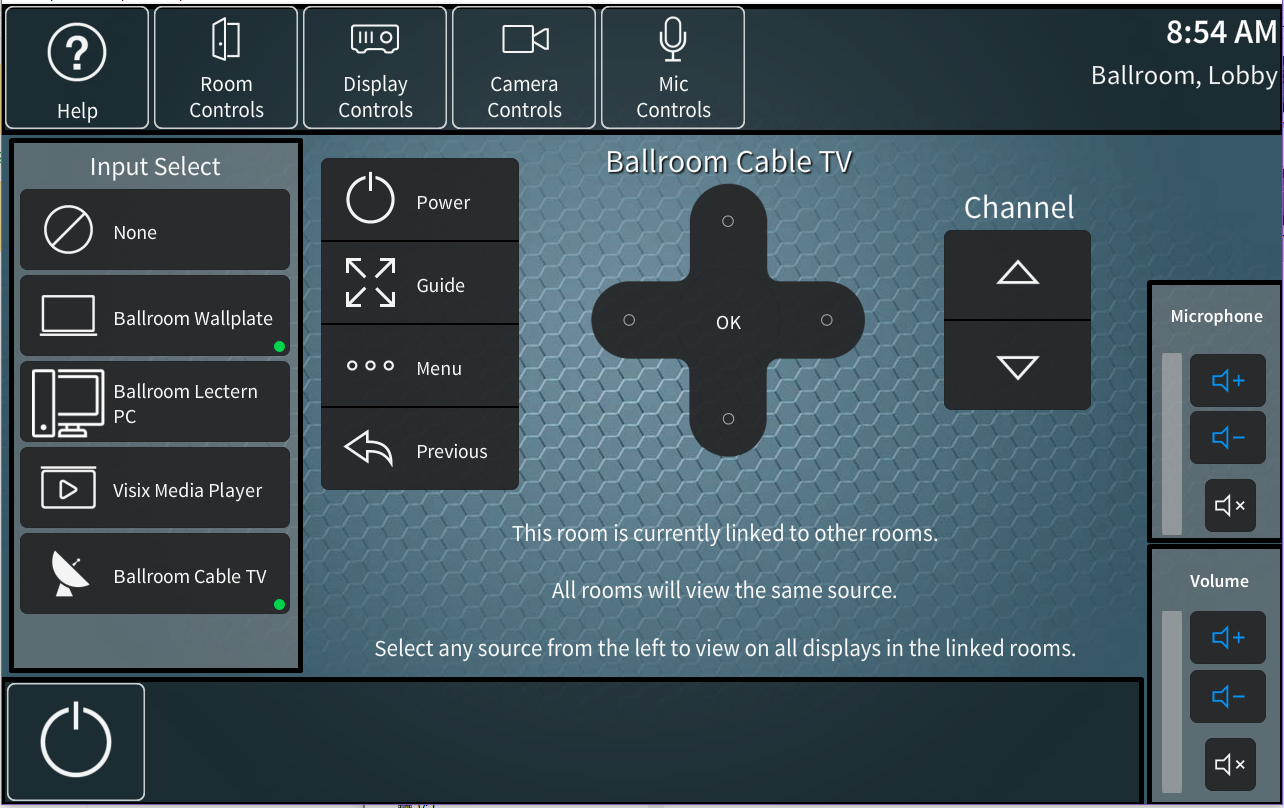 Help
Room
Controls
Display
Controls
Camera
Controls
Mic
Controls
8:54 AM
Ballroom, Lobby
Input Select
None
Ballroom Wallplate
Ballroom Lectern
PC
Visix Media Player
Ballroom Cable TV
Power
Guide
Menu
Previous
Ballroom Cable TV
OK
Channel
This room is currently linked to other rooms.
All rooms will view the same source.
Select any source from the left to view on all displays in the linked rooms.
Microphone
Volume